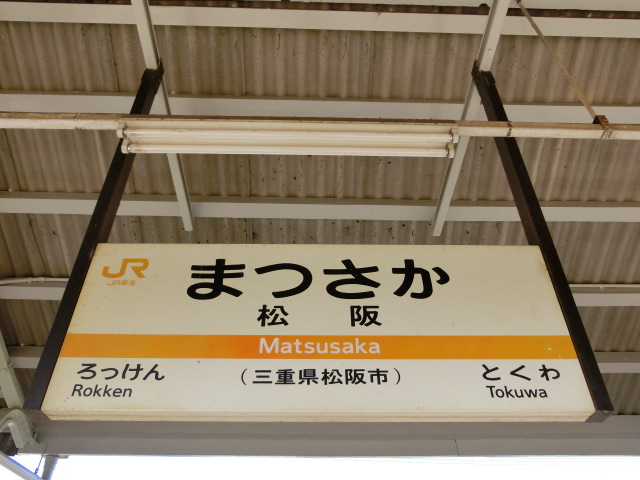 JR
JR東海
まつさか
松阪
Matsusaka
ろっけん
Rokken
(三重県松阪市)
とくわ
Tokuwa